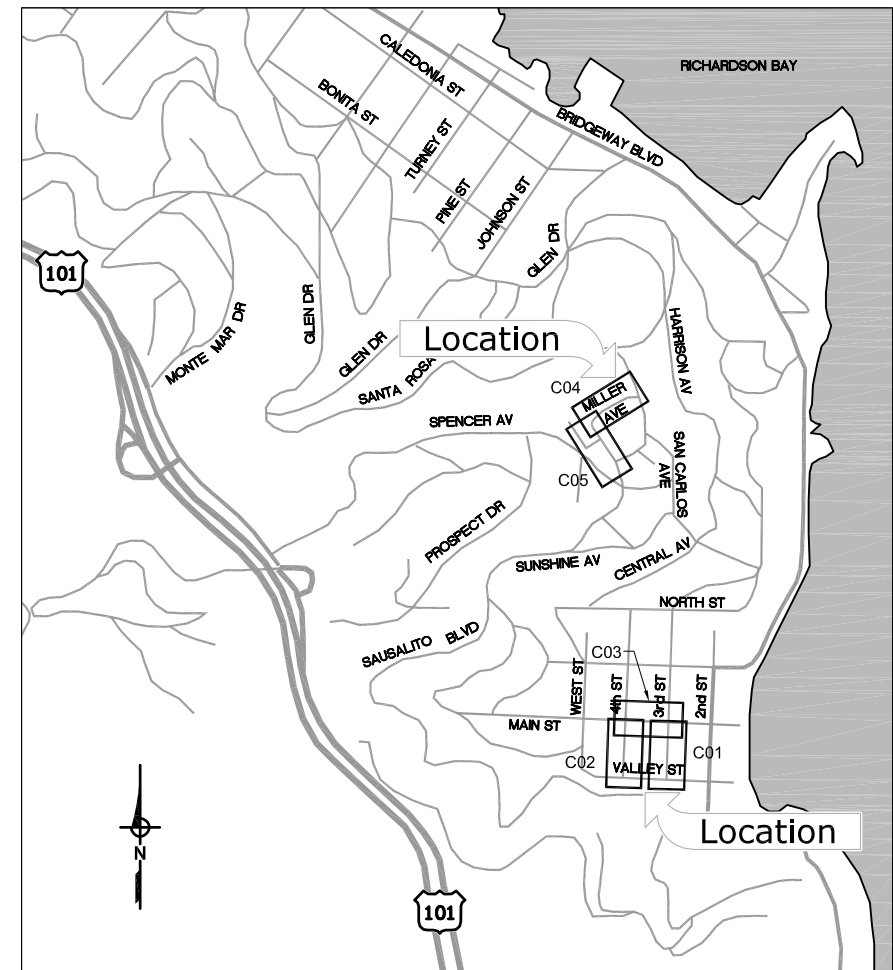 RICHARDSON BAY
CALEDONIA ST
BONITA ST
BRIDGEWAY BLVD
TURNEY ST
PINE ST
JOHNSON ST
GLEN DR
101
MONTE MAR DR
GLEN DR
GLEN DR
Location
HARRISON AV
SANTA ROSA
C04
MILLER
AVE
SPENCER AV
SAN CARLOS
AVE
C05
PROSPECT DR
SUNSHINE AV
CENTRAL AV
NORTH ST
SAUSALITO BLVD
C03
WEST ST
4th ST
3rd ST
2nd ST
MAIN ST
C02
VALLEY ST
C01
Location
N
101